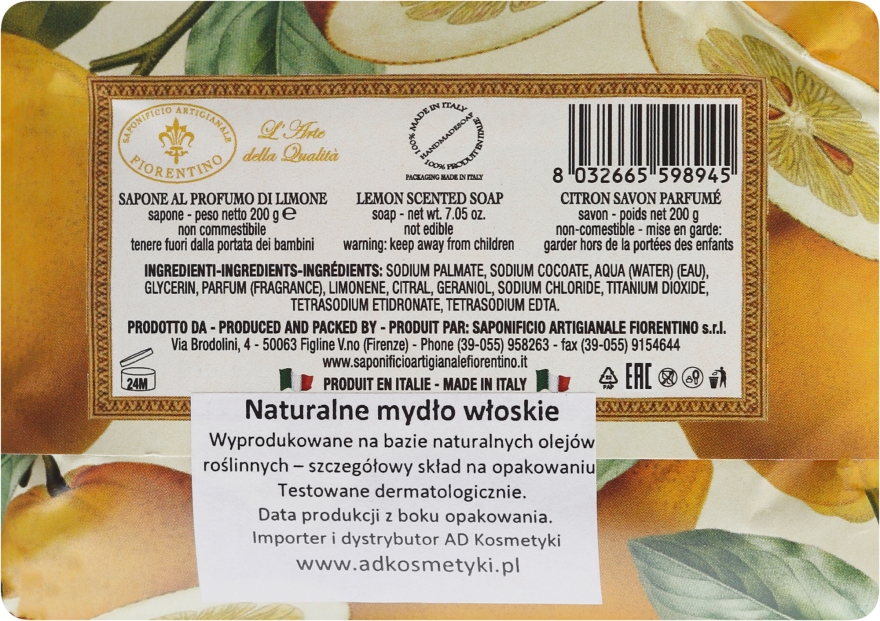 SAPONIFICIO ARTIGIANALE
FIORENTINO
L'Arte
della Qualità
100% MADE IN ITALY
HANDMADESOAP
100% PRODUIT EN ITALIE
PACKAGING MADE IN ITALY
8 032665 598945
SAPONE AL PROFUMO DI LIMONE
sapone - peso netto 200 g ℮
non commestibile
tenere fuori dalla portata dei bambini
LEMON SCENTED SOAP
soap - net wt. 7.05 oz.
not edible
warning: keep away from children
CITRON SAVON PARFUMÉ
savon - poids net 200 g
non-comestible - mise en garde:
garder hors de la portées des enfants
INGREDIENTI-INGREDIENTS-INGRÉDIENTS: SODIUM PALMATE, SODIUM COCOATE, AQUA (WATER) (EAU),
GLYCERIN, PARFUM (FRAGRANCE), LIMONENE, CITRAL, GERANIOL, SODIUM CHLORIDE, TITANIUM DIOXIDE,
TETRASODIUM ETIDRONATE, TETRASODIUM EDTA.
PRODOTTO DA - PRODUCED AND PACKED BY - PRODUIT PAR: SAPONIFICIO ARTIGIANALE FIORENTINO s.r.l.
Via Brodolini, 4 - 50063 Figline V.no (Firenze) - Phone (39-055) 958263 - fax (39-055) 9154644
www.saponificioartigianalefiorentino.it
24M
PRODUIT EN ITALIE - MADE IN ITALY
PAP
EAC
Naturalne mydło włoskie
Wyprodukowane na bazie naturalnych olejów
roślinnych – szczegółowy skład na opakowaniu
Testowane dermatologicznie.
Data produkcji z boku opakowania.
Importer i dystrybutor AD Kosmetyki
www.adkosmetyki.pl